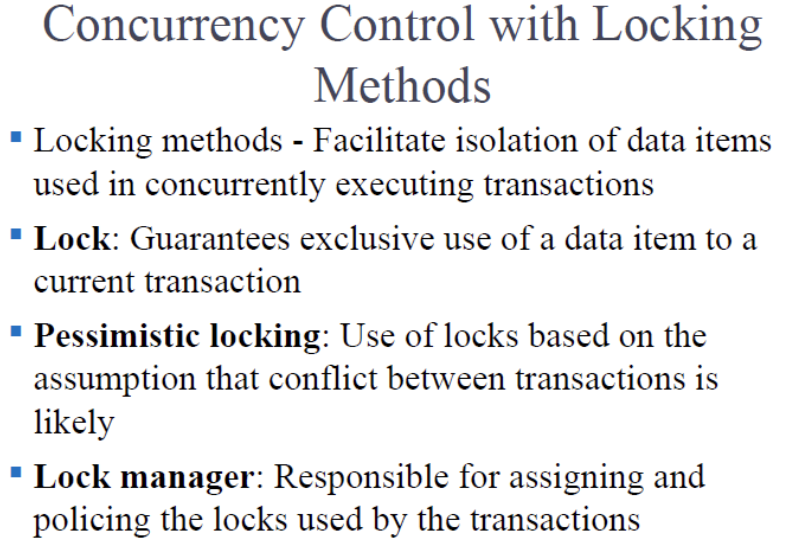 Concurrency Control with Locking
Methods
▪ Locking methods - Facilitate isolation of data items
used in concurrently executing transactions
▪ Lock: Guarantees exclusive use of a data item to a
current transaction
▪ Pessimistic locking: Use of locks based on the
assumption that conflict between transactions is
likely
▪ Lock manager: Responsible for assigning and
policing the locks used by the transactions